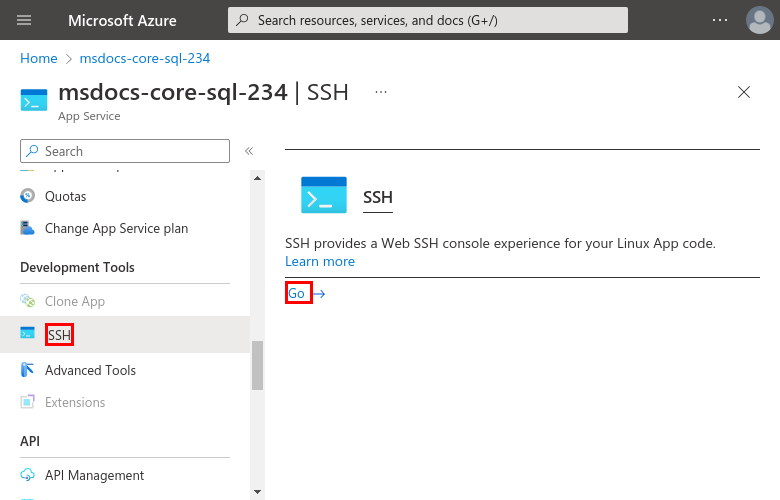 Microsoft Azure
Search resources, services, and docs (G+/)
Home > msdocs-core-sql-234
msdocs-core-sql-234 | SSH ...
App Service
Search
Quotas
Change App Service plan
Development Tools
Clone App
SSH
Advanced Tools
Extensions
API
API Management
SSH
SSH provides a Web SSH console experience for your Linux App code.
Learn more
Go →